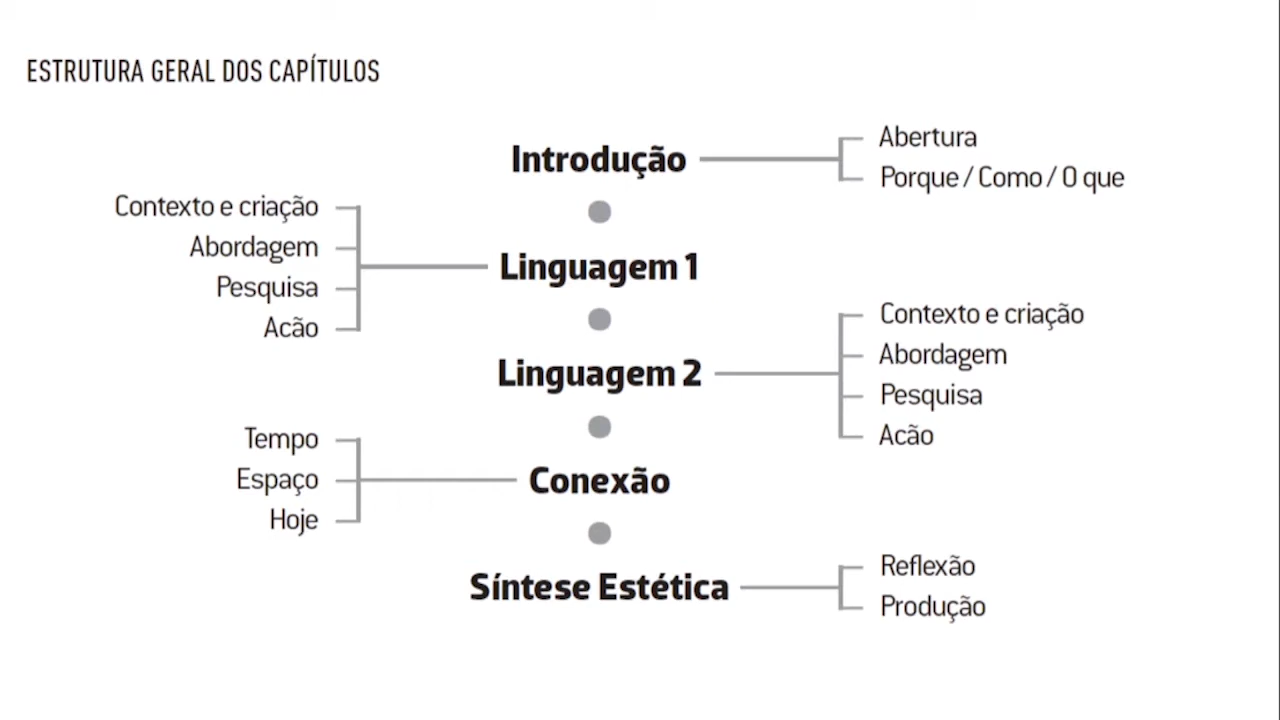 ESTRUTURA GERAL DOS CAPÍTULOS
Introdução
Abertura
Porque / Como / O que
Linguagem 1
Contexto e criação
Abordagem
Pesquisa
Acão
Linguagem 2
Contexto e criação
Abordagem
Pesquisa
Acão
Conexão
Tempo
Espaço
Hoje
Síntese Estética
Reflexão
Produção